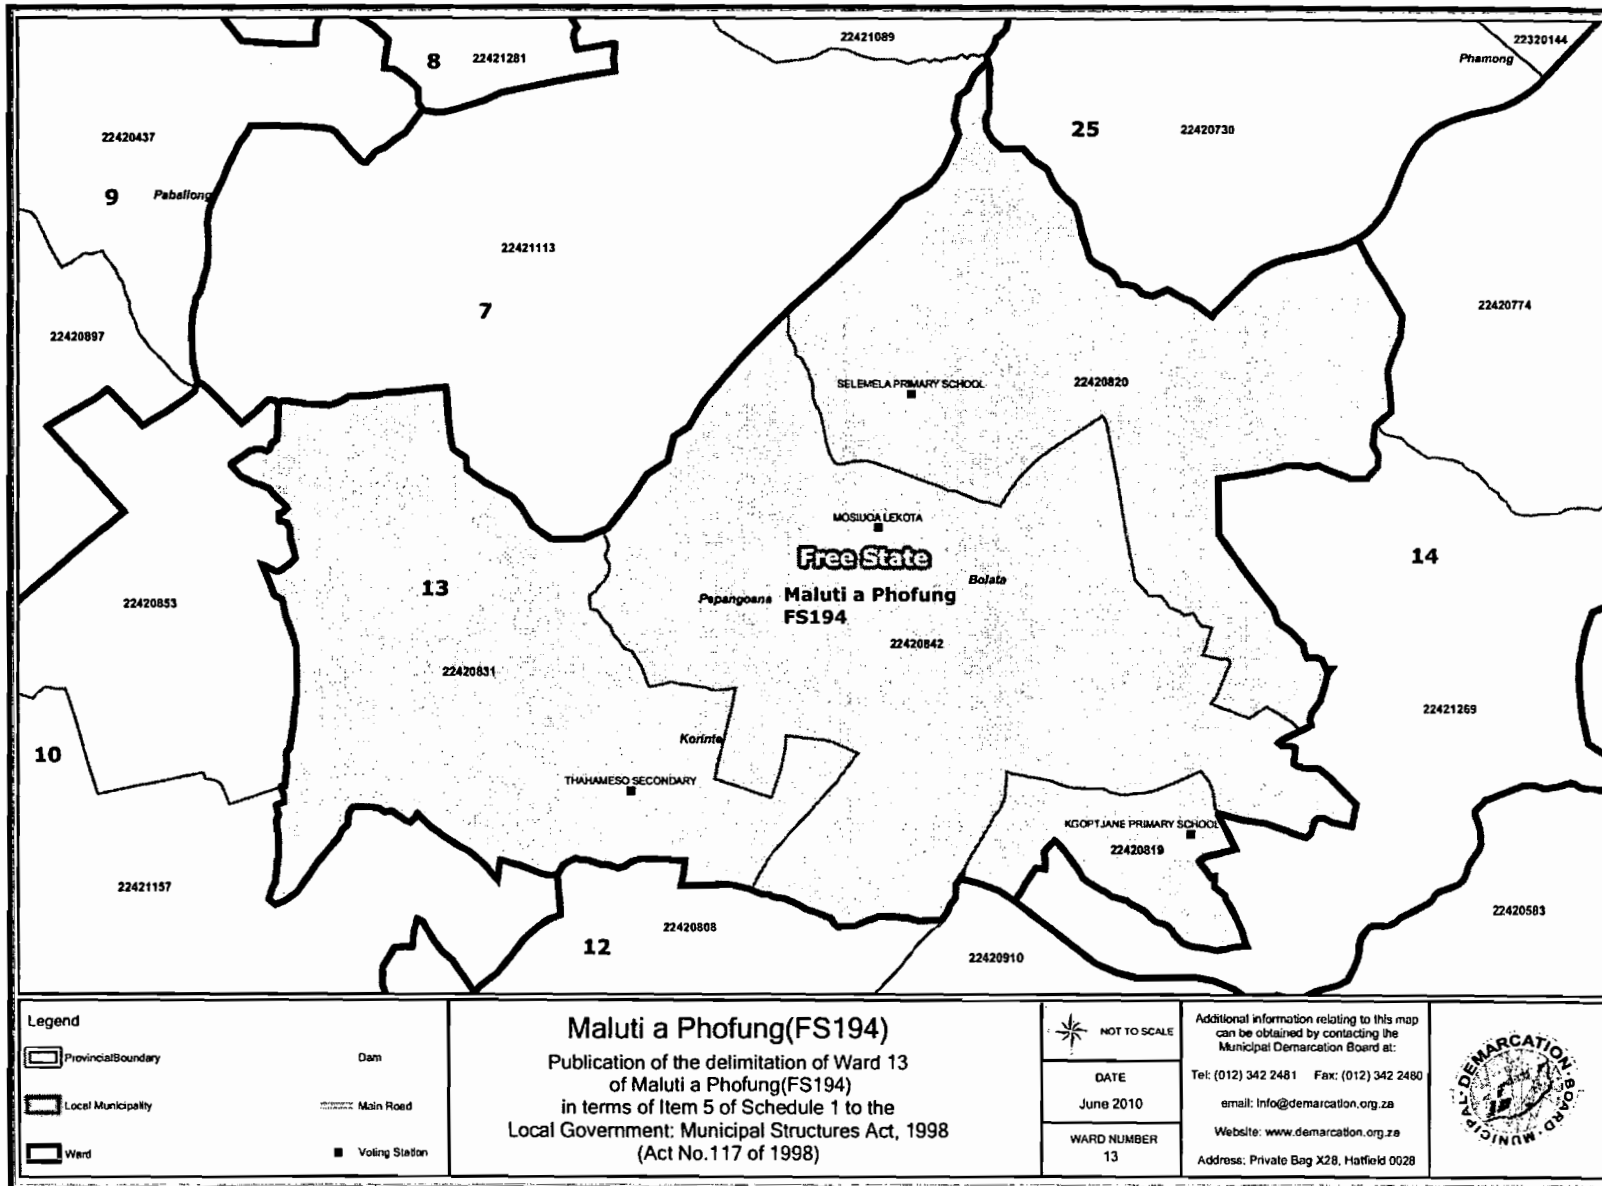 22421089
22320144
Phamong
8
22421281
22420437
25
22420730
9
Paballong
22421113
22420774
7
22420897
SELEMELA PRIMARY SCHOOL
22420820
MOSIUOA LEKOTA
Free State
14
13
Bolata
22420853
Papangoana
Maluti a Phofung
FS194
22420842
22420831
22421269
10
Korinte
THAHAMESO SECONDARY
KGOPTJANE PRIMARY SCHOOL
22420819
22421157
22420583
22420808
12
22420910
Legend
ProvincialBoundary
Dam
Local Municipality
Main Road
Ward
Voting Station
Maluti a Phofung(FS194)
Publication of the delimitation of Ward 13
of Maluti a Phofung(FS194)
in terms of Item 5 of Schedule 1 to the
Local Government: Municipal Structures Act, 1998
(Act No.117 of 1998)
NOT TO SCALE
DATE
June 2010
WARD NUMBER
13
Additional information relating to this map
can be obtained by contacting the
Municipal Demarcation Board at:
Tel: (012) 342 2481 Fax: (012) 342 2480
email: info@demarcation.org.za
Website: www.demarcation.org.za
Address: Private Bag X28, Hatfield 0028
MUNICIPAL DEMARCATION BOARD